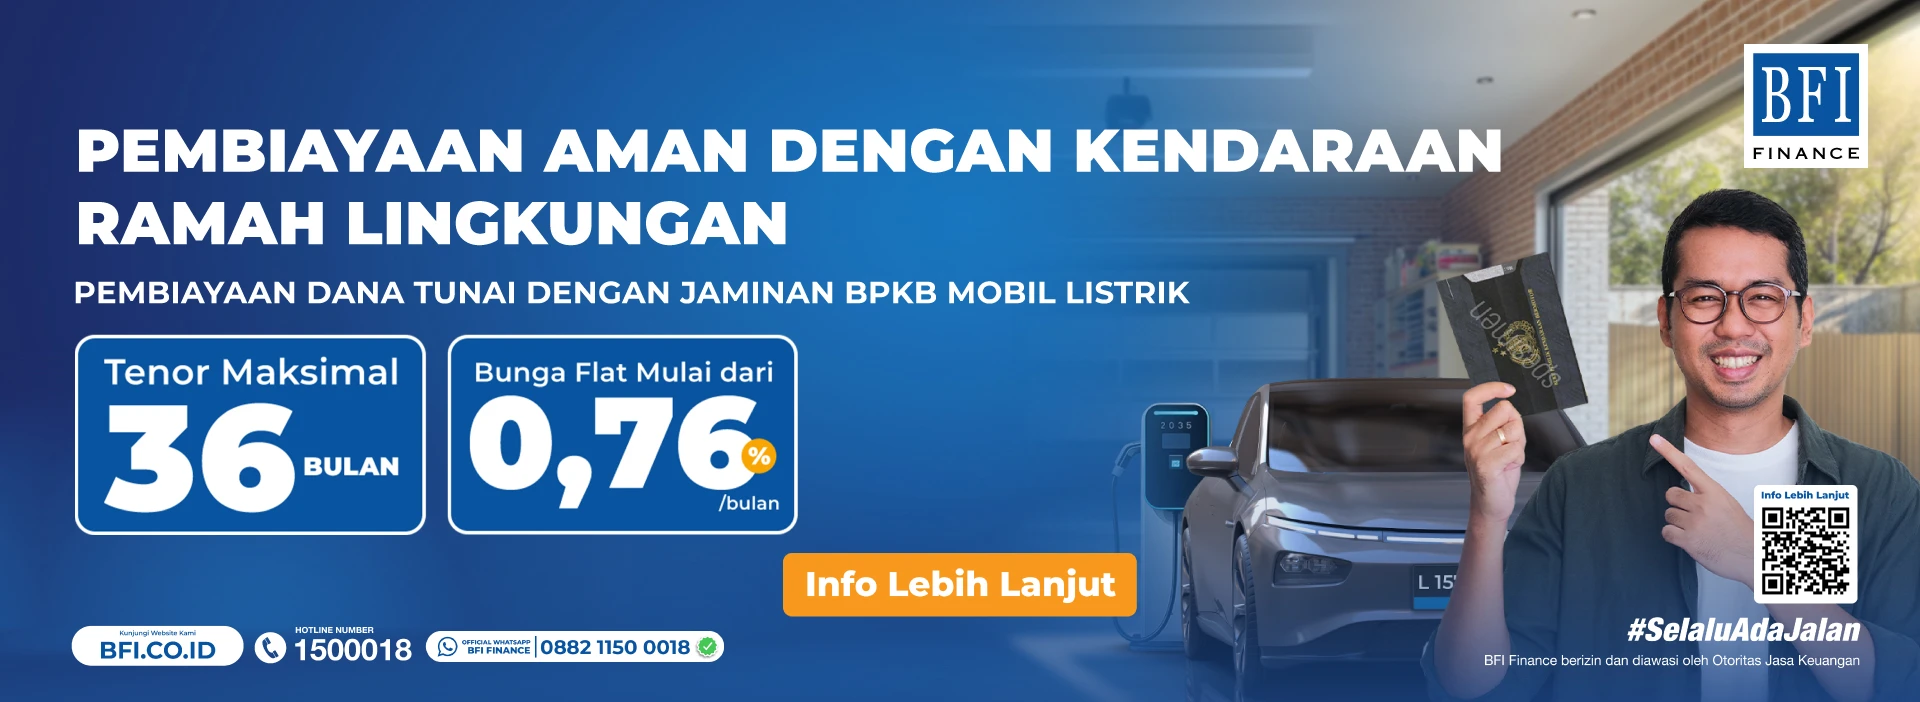 BFI
FINANCE
PEMBIAYAAN AMAN DENGAN KENDARAAN
RAMAH LINGKUNGAN
PEMBIAYAAN DANA TUNAI DENGAN JAMINAN BPKB MOBIL LISTRIK
Tenor Maksimal
36 BULAN
Bunga Flat Mulai dari
0,76%
/bulan
specimen
2035
L 15
Info Lebih Lanjut
Info Lebih Lanjut
Kunjungi Website Kami
BFI.CO.ID
HOTLINE NUMBER
1500018
OFFICIAL WHATSAPP
BFI FINANCE
0882 1150 0018
#SelaluAdaJalan
BFI Finance berizin dan diawasi oleh Otoritas Jasa Keuangan